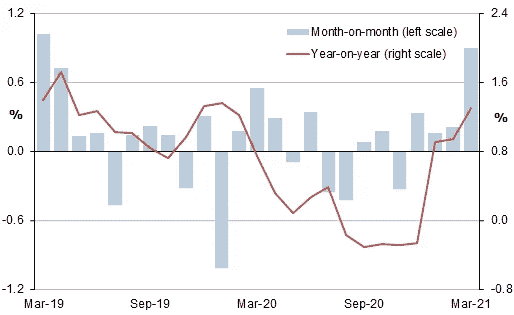 1.2
2.4
Month-on-month (left scale)
Year-on-year (right scale)
0.6
1.6
%
%
0.0
0.8
-0.6
0.0
-1.2
-0.8
Mar-19
Sep-19
Mar-20
Sep-20
Mar-21